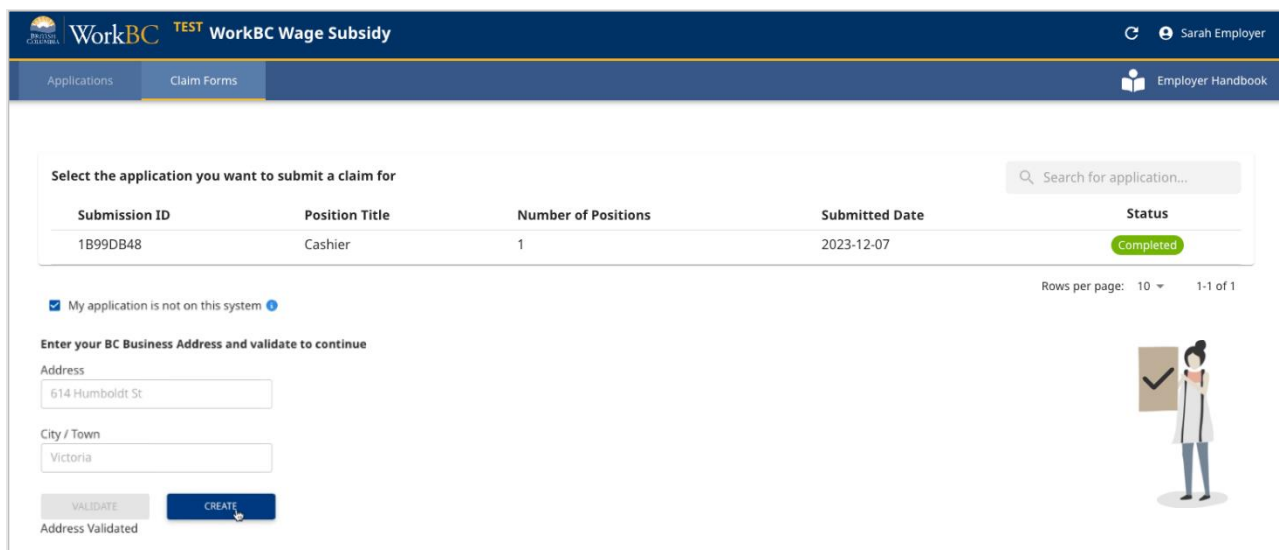 BRITISH COLUMBIA WorkBC TEST WorkBC Wage Subsidy Sarah Employer
Applications Claim Forms Employer Handbook
Select the application you want to submit a claim for Search for application...
Submission ID Position Title Number of Positions Submitted Date Status
1B99DB48 Cashier 1 2023-12-07 Completed
Rows per page: 10 1-1 of 1
My application is not on this system
Enter your BC Business Address and validate to continue
Address
614 Humboldt St
City / Town
Victoria
VALIDATE CREATE
Address Validated